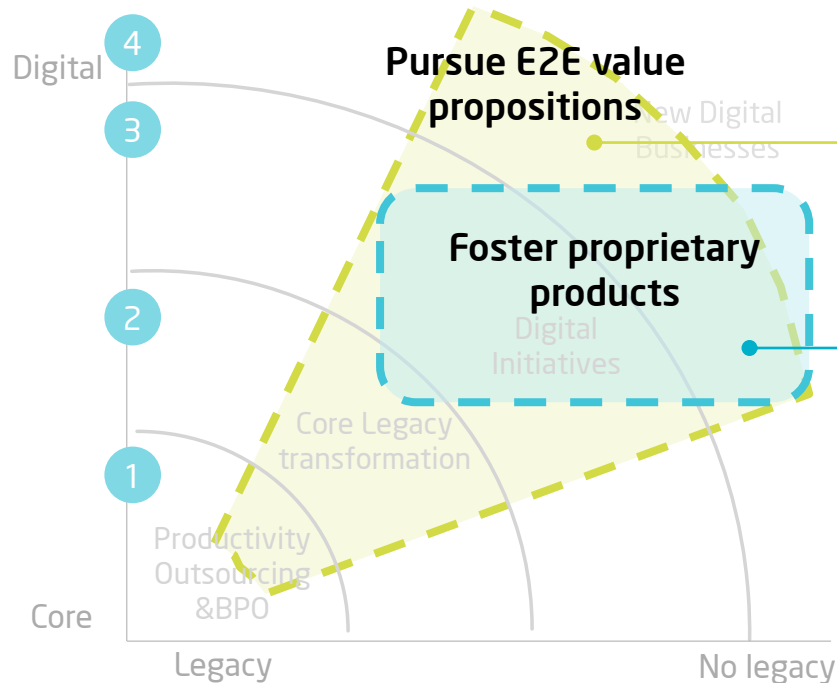 4
Digital
Pursue E2E value
propositions
New Digital
Businesses
3
Foster proprietary
products
2
Digital
Initiatives
Core Legacy
transformation
1
Productivity
Outsourcing
&BPO
Core
Legacy
No legacy